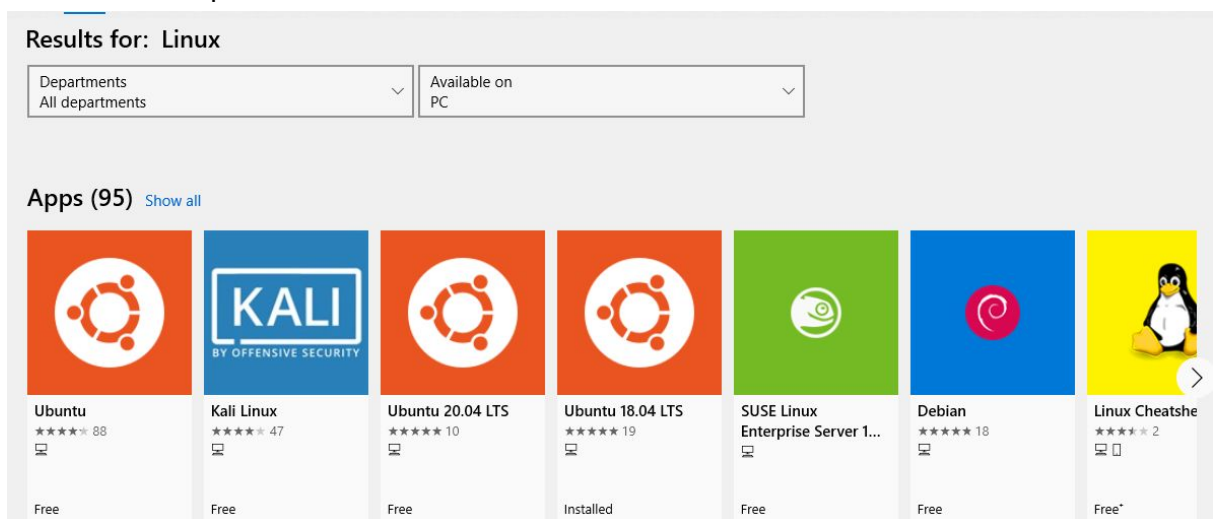 Results for: Linux
Departments
All departments
Available on
PC
Apps (95) Show all
KALI
BY OFFENSIVE SECURITY
Ubuntu
88
Kali Linux
47
Ubuntu 20.04 LTS
10
Ubuntu 18.04 LTS
19
SUSE Linux
Enterprise Server 1...
Debian
18
Linux Cheatshe
2
Free
Free
Free
Installed
Free
Free
Free*